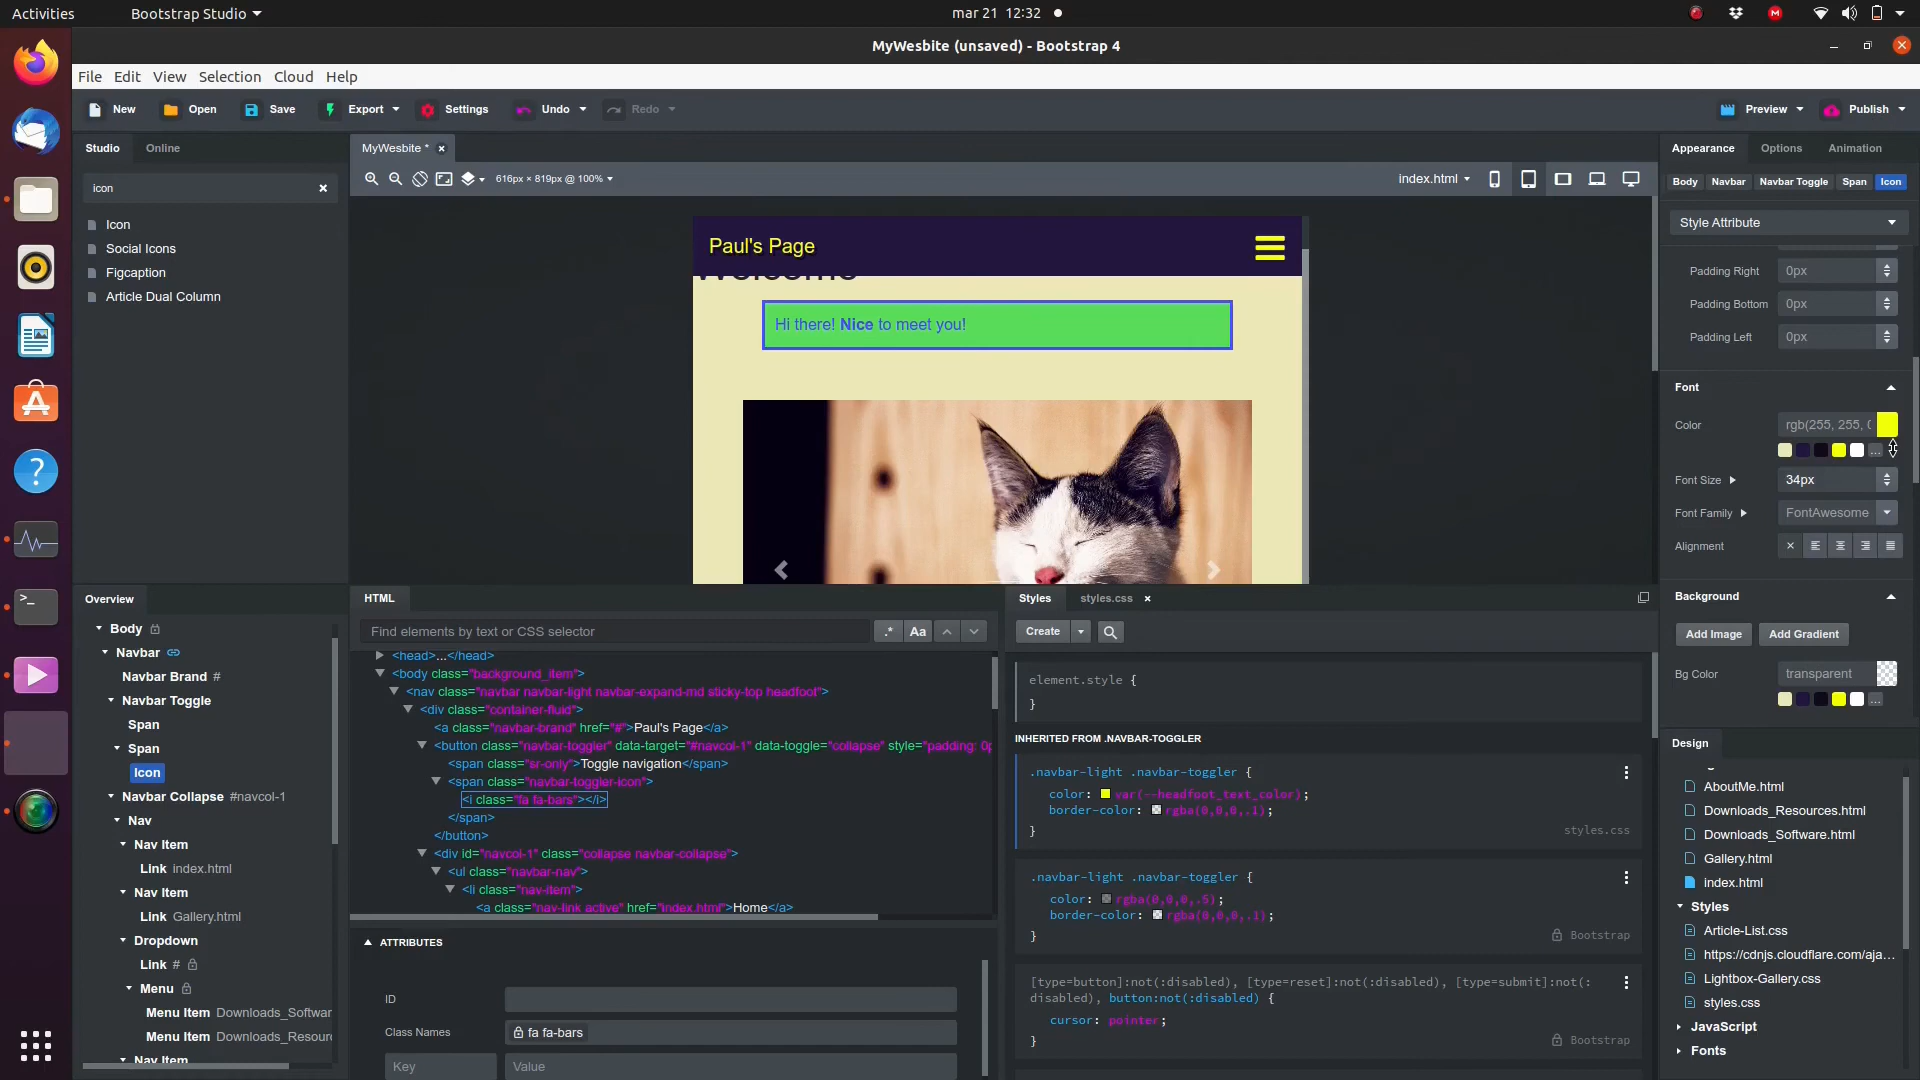 Activities
Bootstrap Studio
mar 21 12:32
MyWesbite (unsaved) - Bootstrap 4
File Edit View Selection Cloud Help
New Open Save Export Settings Undo Redo Preview Publish
Studio Online
icon
Icon
Social Icons
Figcaption
Article Dual Column
MyWesbite *
616px × 819px @ 100%
index.html
Paul's Page
Hi there! Nice to meet you!
Appearance Options Animation
Body Navbar Navbar Toggle Span Icon
Style Attribute
Padding Right 0px
Padding Bottom 0px
Padding Left 0px
Font
Color rgb(255, 255, 0
...
Font Size 34px
Font Family FontAwesome
Alignment
Background
Add Image Add Gradient
Bg Color transparent
...
Overview
Body
Navbar
Navbar Brand #
Navbar Toggle
Span
Span
Icon
Navbar Collapse #navcol-1
Nav
Nav Item
Link index.html
Nav Item
Link Gallery.html
Dropdown
Link #
Menu
Menu Item Downloads_Softwar
Menu Item Downloads_Resour
Nav Item
HTML
Find elements by text or CSS selector
.* Aa
<head>...</head>
<body class="background_item">
<nav class="navbar navbar-light navbar-expand-md sticky-top headfoot">
<div class="container-fluid">
<a class="navbar-brand" href="#">Paul's Page</a>
<button class="navbar-toggler" data-target="#navcol-1" data-toggle="collapse" style="padding: 0p
<span class="sr-only">Toggle navigation</span>
<span class="navbar-toggler-icon">
<i class="fa fa-bars"></i>
</span>
</button>
<div id="navcol-1" class="collapse navbar-collapse">
<ul class="navbar-nav">
<li class="nav-item">
<a class="nav-link active" href="index.html">Home</a>
ATTRIBUTES
ID
Class Names fa fa-bars
Key Value
Styles styles.css
Create
element.style {
}
INHERITED FROM .NAVBAR-TOGGLER
.navbar-light .navbar-toggler {
color: var(--headfoot_text_color);
border-color: rgba(0,0,0,.1);
}
styles.css
.navbar-light .navbar-toggler {
color: rgba(0,0,0,.5);
border-color: rgba(0,0,0,.1);
}
Bootstrap
[type=button]:not(:disabled), [type=reset]:not(:disabled), [type=submit]:not(:
disabled), button:not(:disabled) {
cursor: pointer;
}
Bootstrap
Design
AboutMe.html
Downloads_Resources.html
Downloads_Software.html
Gallery.html
index.html
Styles
Article-List.css
https://cdnjs.cloudflare.com/aja...
Lightbox-Gallery.css
styles.css
JavaScript
Fonts